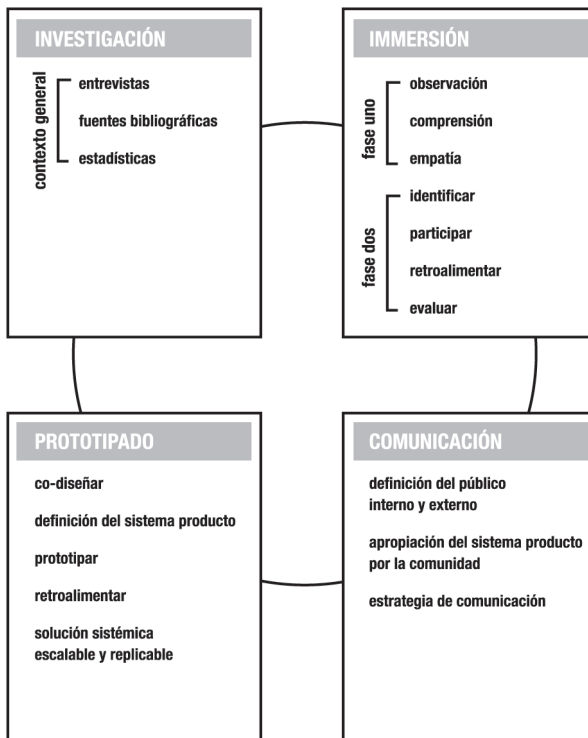 INVESTIGACIÓN
contexto general
entrevistas
fuentes bibliográficas
estadísticas
IMMERSIÓN
fase uno
observación
comprensión
empatía
fase dos
identificar
participar
retroalimentar
evaluar
PROTOTIPADO
co-diseñar
definición del sistema producto
prototipar
retroalimentar
solución sistémica
escalable y replicable
COMUNICACIÓN
definición del público
interno y externo
apropiación del sistema producto
por la comunidad
estrategia de comunicación